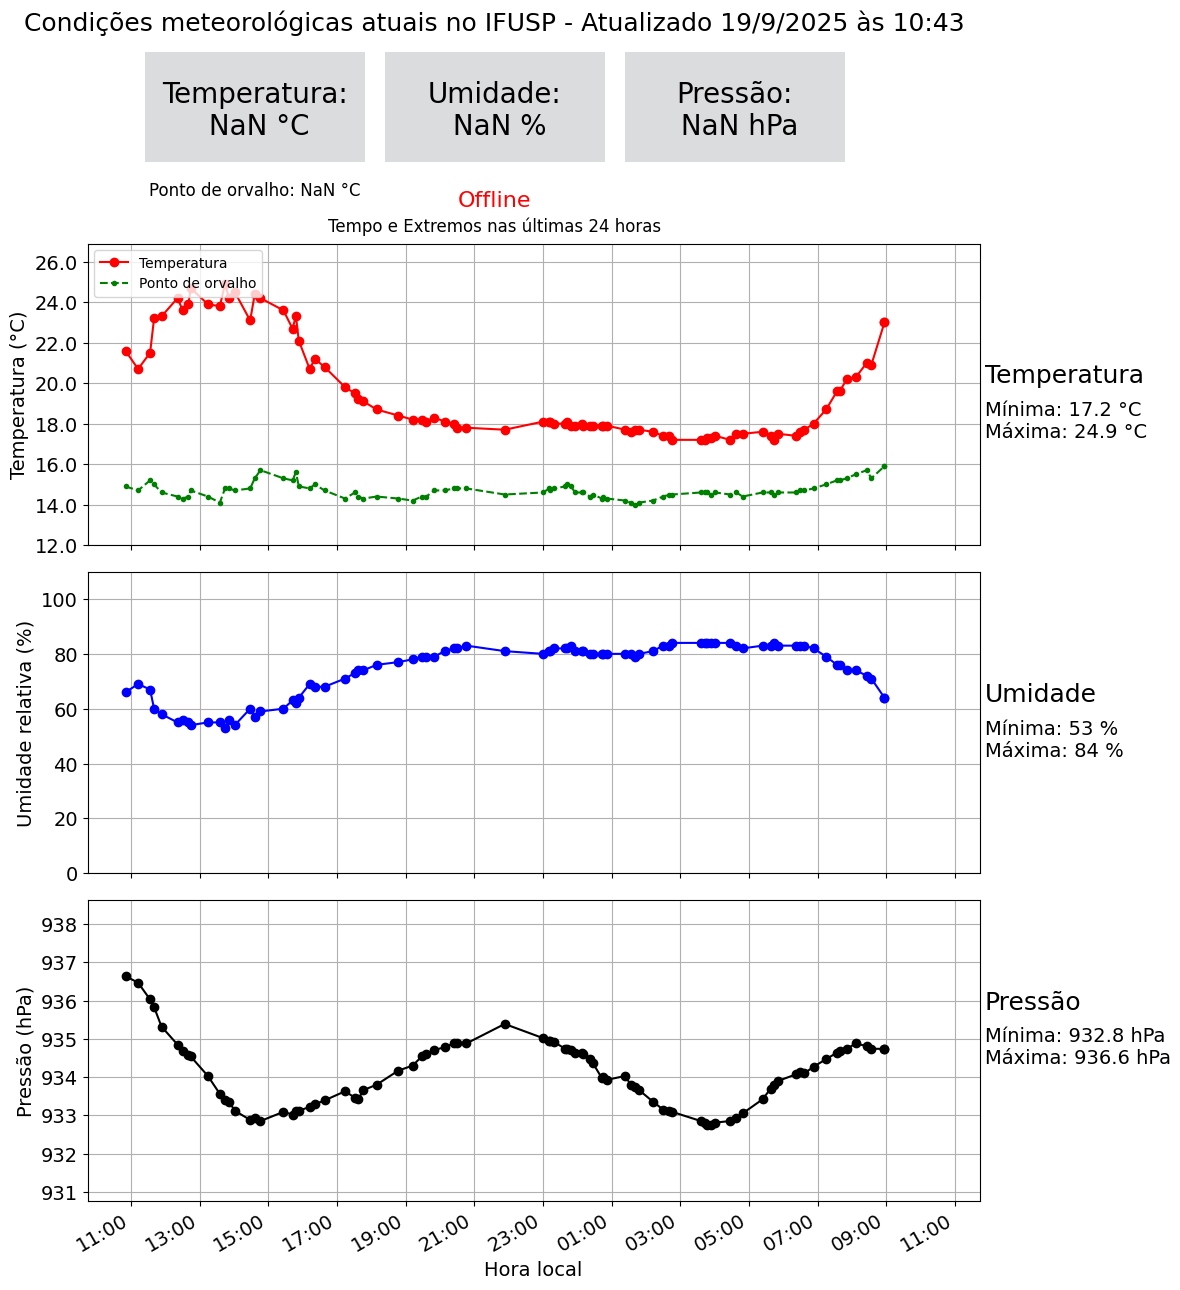 Condições meteorológicas atuais no IFUSP - Atualizado 19/9/2025 às 10:43
Temperatura:
NaN °C
Umidade:
NaN %
Pressão:
NaN hPa
Ponto de orvalho: NaN °C
Offline
Tempo e Extremos nas últimas 24 horas
Temperatura
Ponto de orvalho
Temperatura (°C)
26.0
24.0
22.0
20.0
18.0
16.0
14.0
12.0
Temperatura
Mínima: 17.2 °C
Máxima: 24.9 °C
Umidade relativa (%)
100
80
60
40
20
0
Umidade
Mínima: 53 %
Máxima: 84 %
Pressão (hPa)
938
937
936
935
934
933
932
931
Pressão
Mínima: 932.8 hPa
Máxima: 936.6 hPa
11:00 13:00 15:00 17:00 19:00 21:00 23:00 01:00 03:00 05:00 07:00 09:00 11:00
Hora local